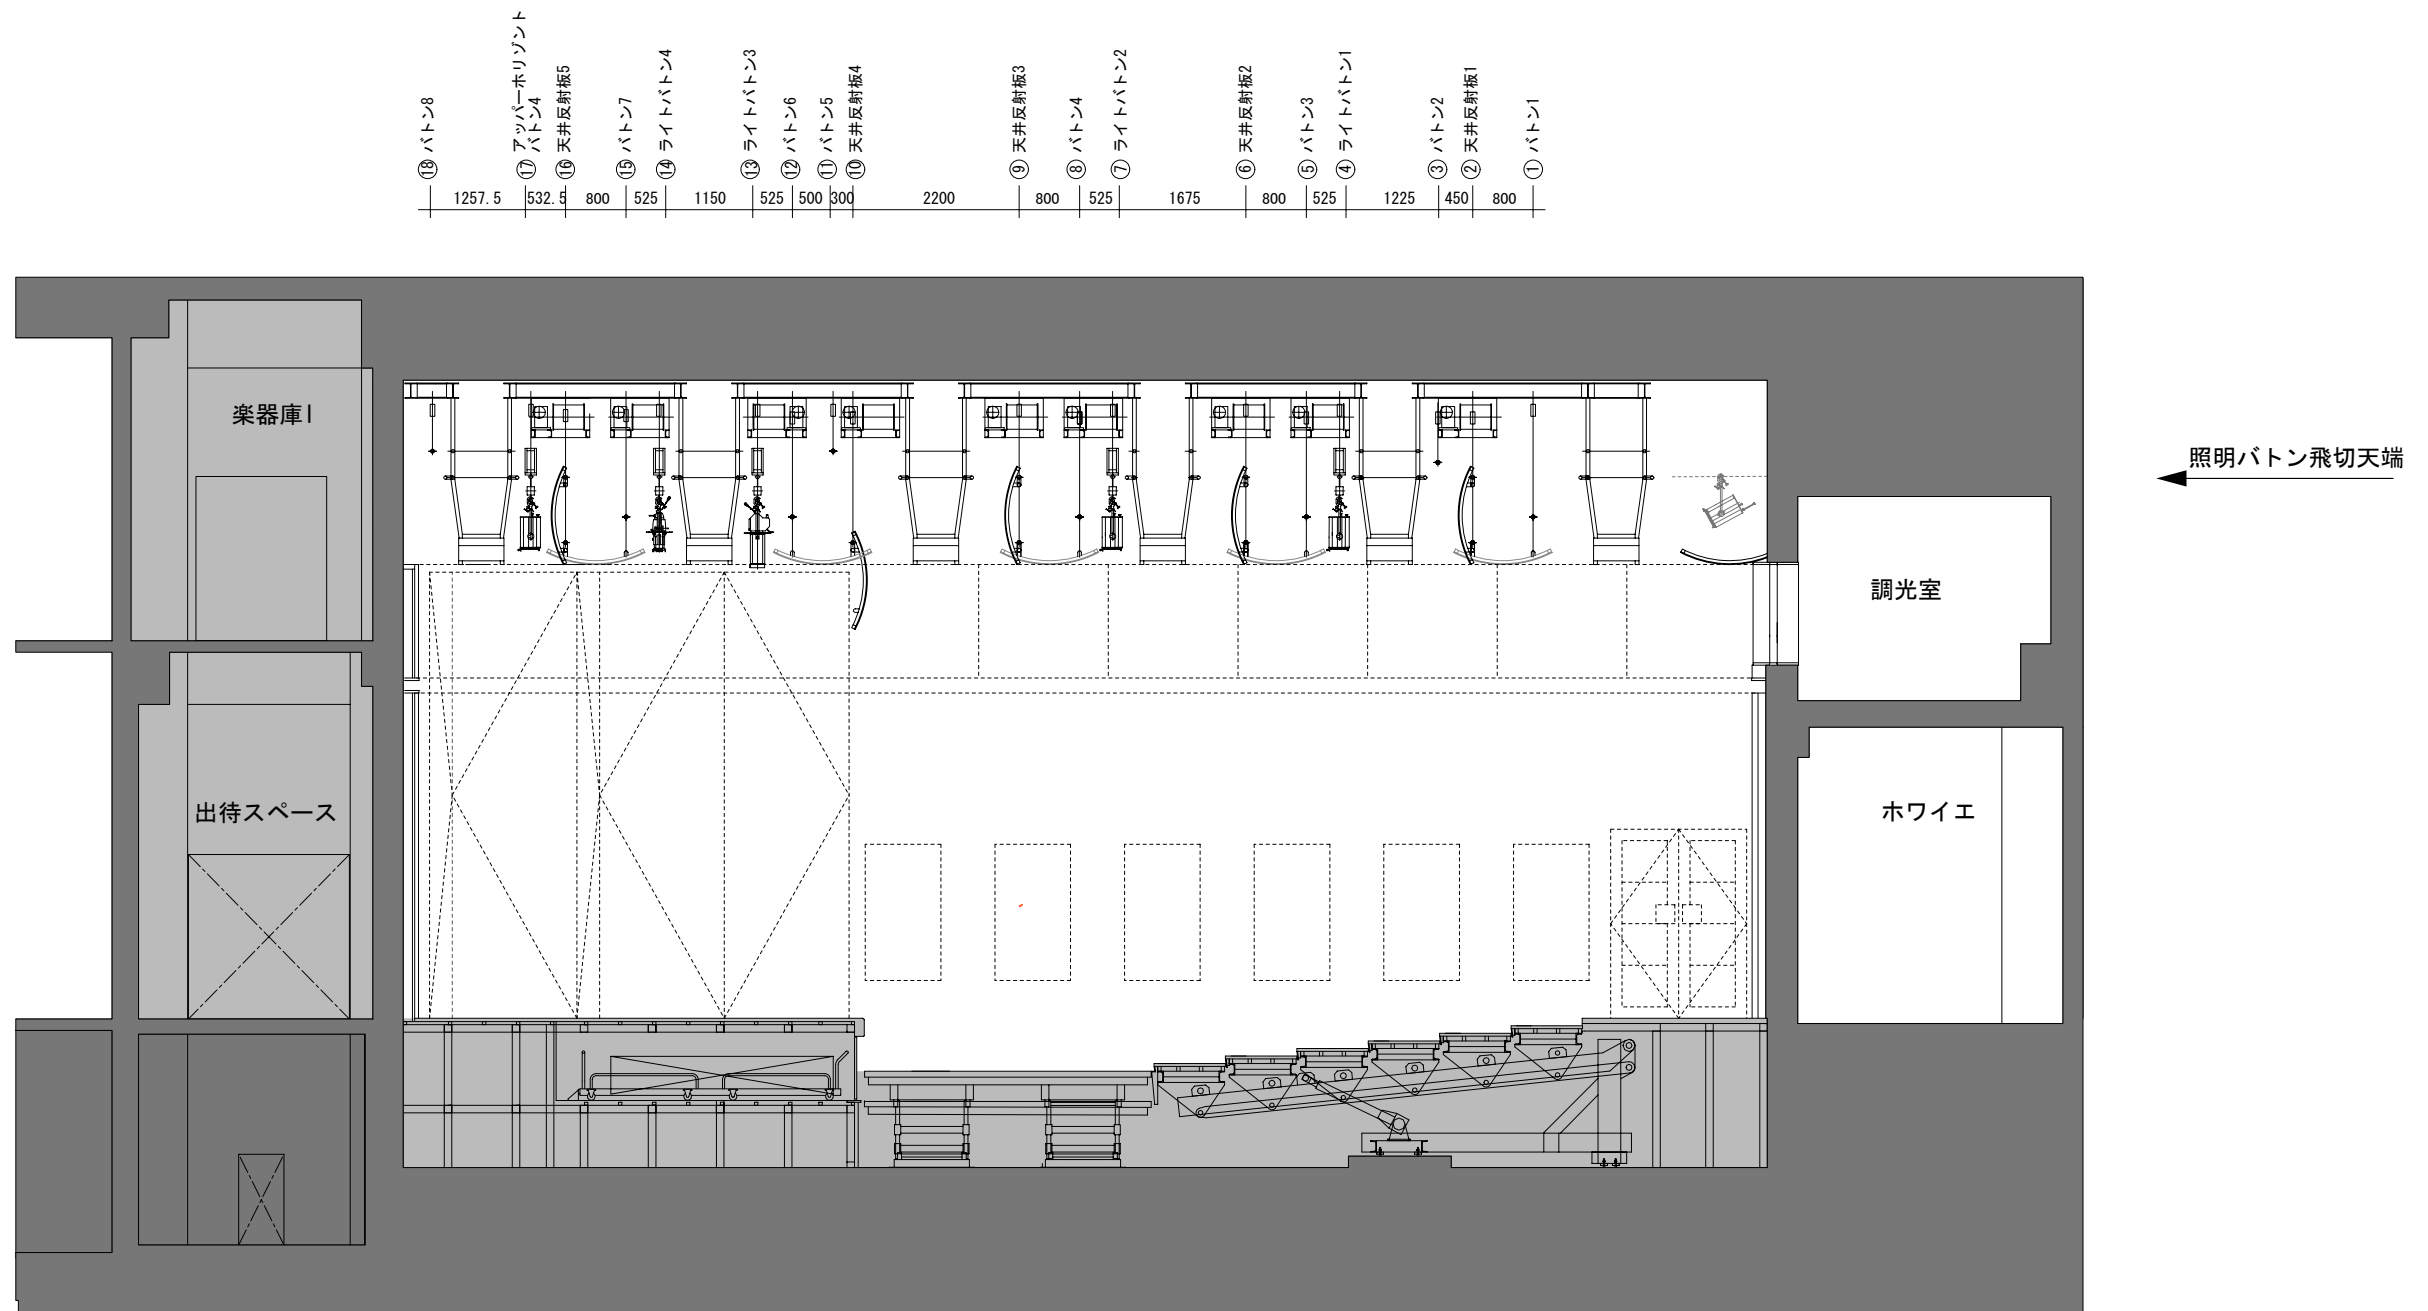 ⑱ バトン8
⑰ アッパーホリゾント
バトン4
⑯ 天井反射板5
⑮ バトン7
⑭ ライトバトン4
⑬ ライトバトン3
⑫ バトン6
⑪ バトン5
⑩ 天井反射板4
⑨ 天井反射板3
⑧ バトン4
⑦ ライトバトン2
⑥ 天井反射板2
⑤ バトン3
④ ライトバトン1
③ バトン2
② 天井反射板1
① バトン1
1257.5 532.5 800 525 1150 525 500 300 2200 800 525 1675 800 525 1225 450 800
楽器庫Ⅰ
照明バトン飛切天端
調光室
出待スペース
ホワイエ